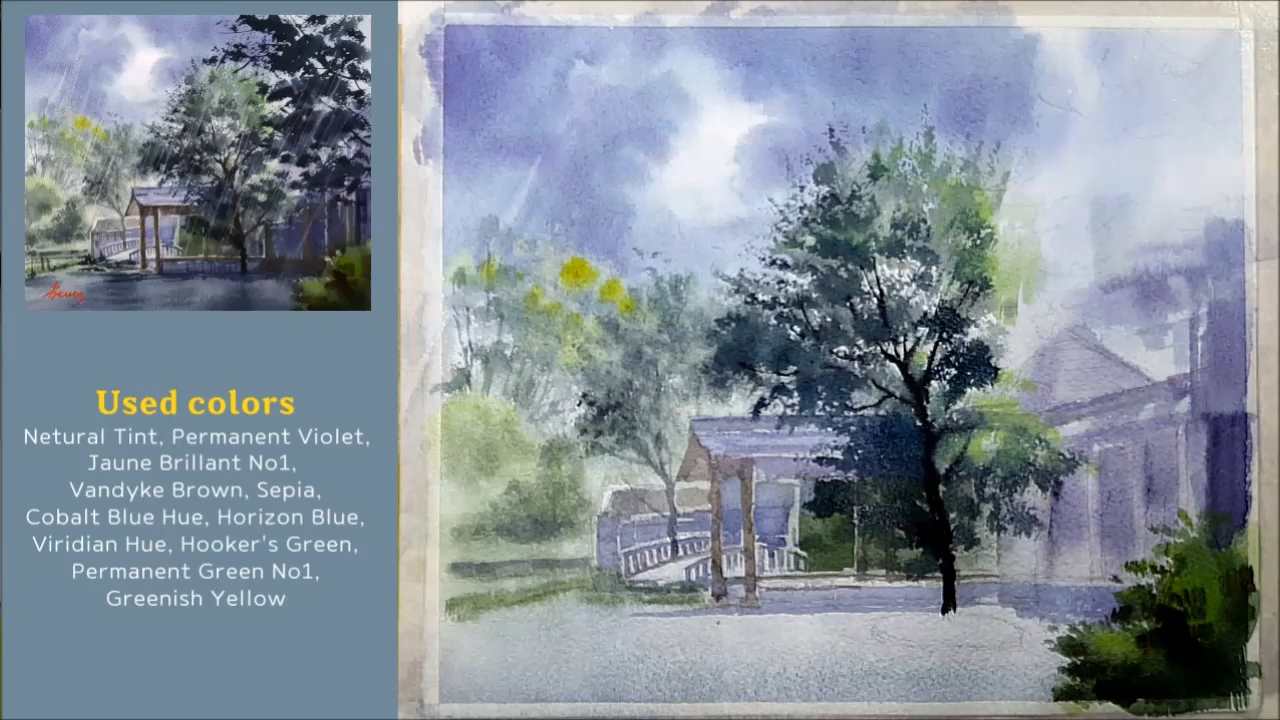 Used colors
Netural Tint, Permanent Violet,
Jaune Brillant No1,
Vandyke Brown, Sepia,
Cobalt Blue Hue, Horizon Blue,
Viridian Hue, Hooker's Green,
Permanent Green No1,
Greenish Yellow